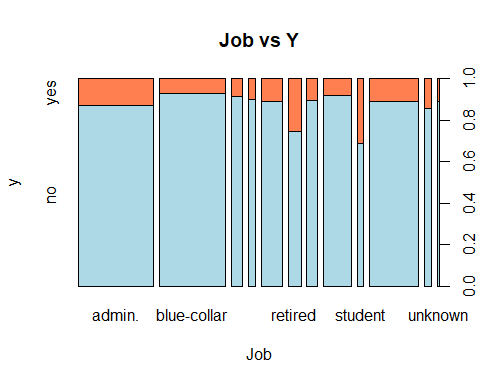 Job vs Y
y
yes
no
1.0
0.8
0.6
0.4
0.2
0.0
admin. blue-collar retired student unknown
Job